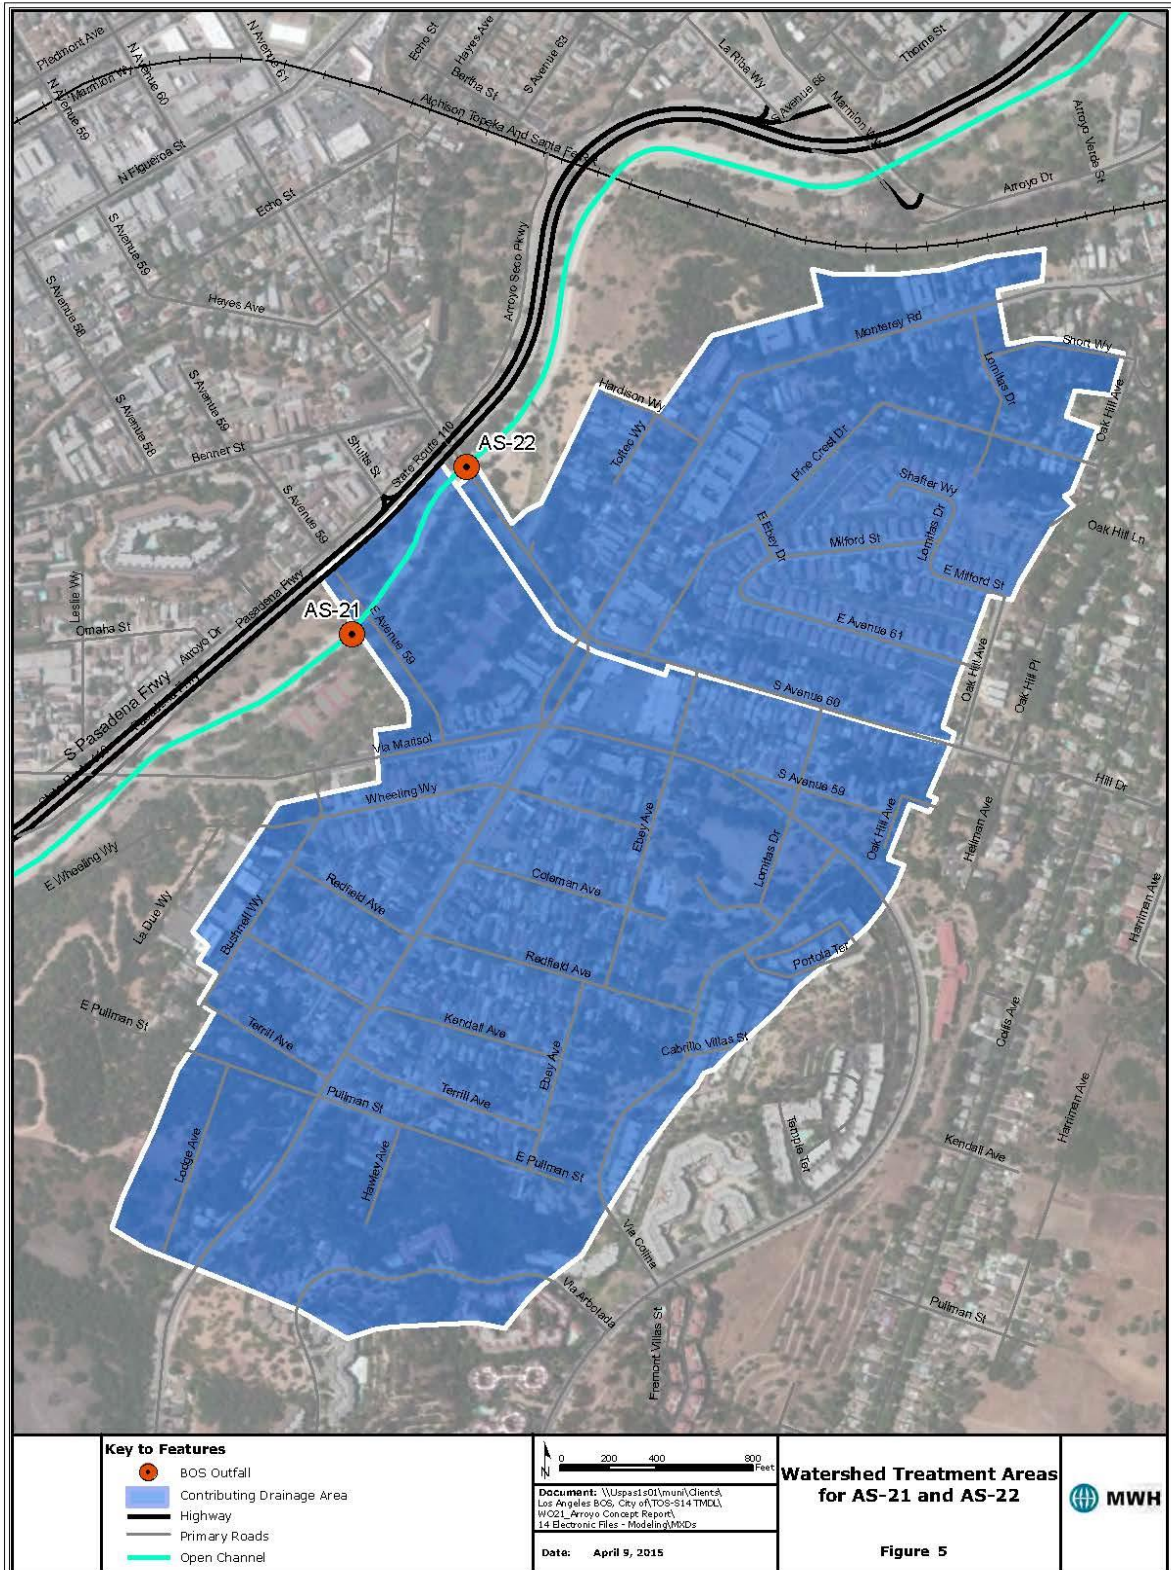 Piedmont Ave
N Avenue 60
N Avenue 61
Echo St
Hayes Ave
S Avenue 63
Thorne St
Marmion Wy
N Avenue 59
Bertha St
La Riba Wy
S Avenue 66
Marmion Wy
Atchison Topeka And Santa Fe RR
Arroyo Verde St
N Figueroa St
Arroyo Dr
Echo St
S Avenue 59
Arroyo Seco Pkwy
S Avenue 58
Hayes Ave
Monterey Rd
Short Wy
Lomitas Dr
S Avenue 59
Hardison Wy
Oak Hill Ave
S Avenue 58
Toltec Wy
Pine Crest Dr
Benner St
Shults St
State Route 110
AS-22
Shafter Wy
S Avenue 59
Lomitas Dr
Oak Hill Ln
E Ebey Dr
Milford St
E Milford St
Leslie Wy
Pasadena Frwy
AS-21
Omaha St
Arroyo Dr
E Avenue 59
E Avenue 61
Oak Hill Ave
Oak Hill Pl
S Pasadena Frwy
S Avenue 60
Via Marisol
S Avenue 59
Hill Dr
Wheeling Wy
Ebey Ave
Oak Hill Ave
Hellman Ave
E Wheeling Wy
Lomitas Dr
Coleman Ave
Redfield Ave
La Due Wy
Bushnell Wy
Harriman Ave
Redfield Ave
Portola Ter
E Pullman St
Kendall Ave
Collis Ave
Terrill Ave
Cabrillo Villas St
Ebey Ave
Pullman St
Terrill Ave
Harriman Ave
Temple Ter
Lodge Ave
Hawley Ave
E Pullman St
Kendall Ave
Via Colina
Via Arbolada
Pullman St
Fremont Villas St
Key to Features
BOS Outfall
Contributing Drainage Area
Highway
Primary Roads
Open Channel
N
0 200 400 800
Feet
Document: \\Uspas1s01\muni\Clients\
Los Angeles BOS, City of\TOS-S14 TMDL\
WO21_Arroyo Concept Report\
14 Electronic Files - Modeling\MXDs
Date: April 9, 2015
Watershed Treatment Areas
for AS-21 and AS-22
Figure 5
MWH